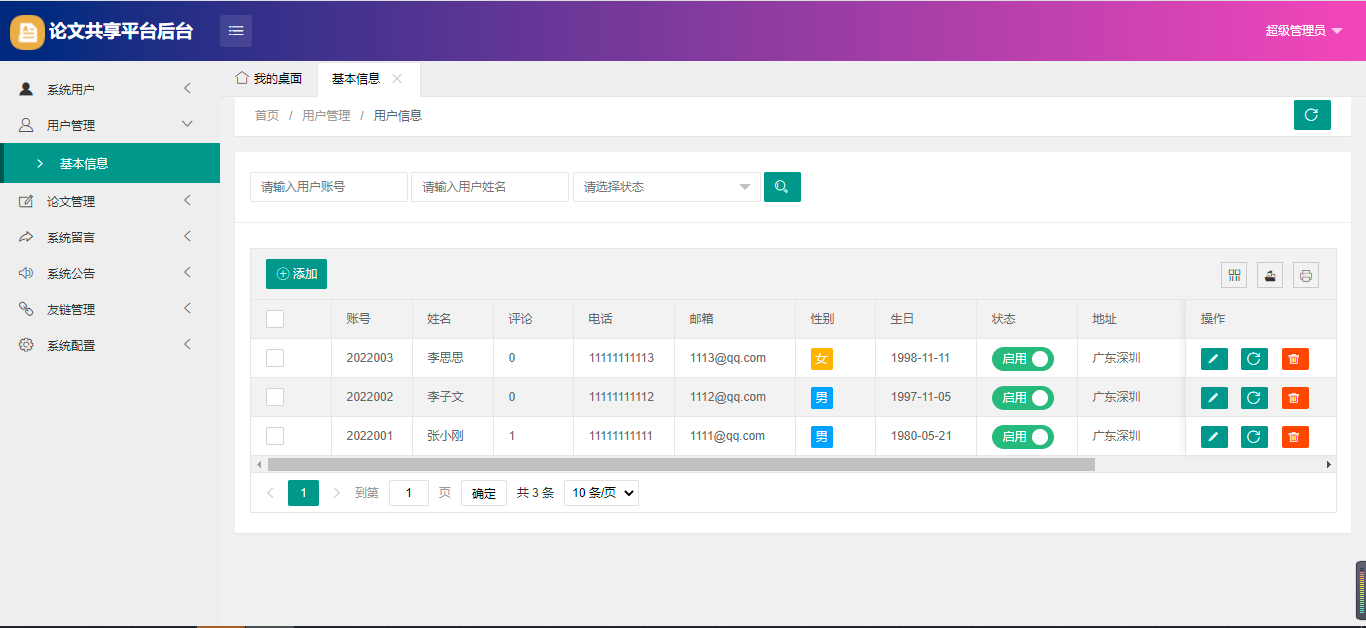 论文共享平台后台
超级管理员
我的桌面 基本信息
首页 / 用户管理 / 用户信息
系统用户
用户管理
基本信息
论文管理
系统留言
系统公告
友链管理
系统配置
请输入用户账号 请输入用户姓名 请选择状态
添加
账号 姓名 评论 电话 邮箱 性别 生日 状态 地址 操作
2022003 李思思 0 11111111113 1113@qq.com 女 1998-11-11 启用 广东深圳
2022002 李子文 0 11111111112 1112@qq.com 男 1997-11-05 启用 广东深圳
2022001 张小刚 1 11111111111 1111@qq.com 男 1980-05-21 启用 广东深圳
1 到第 1 页 确定 共 3 条 10 条/页